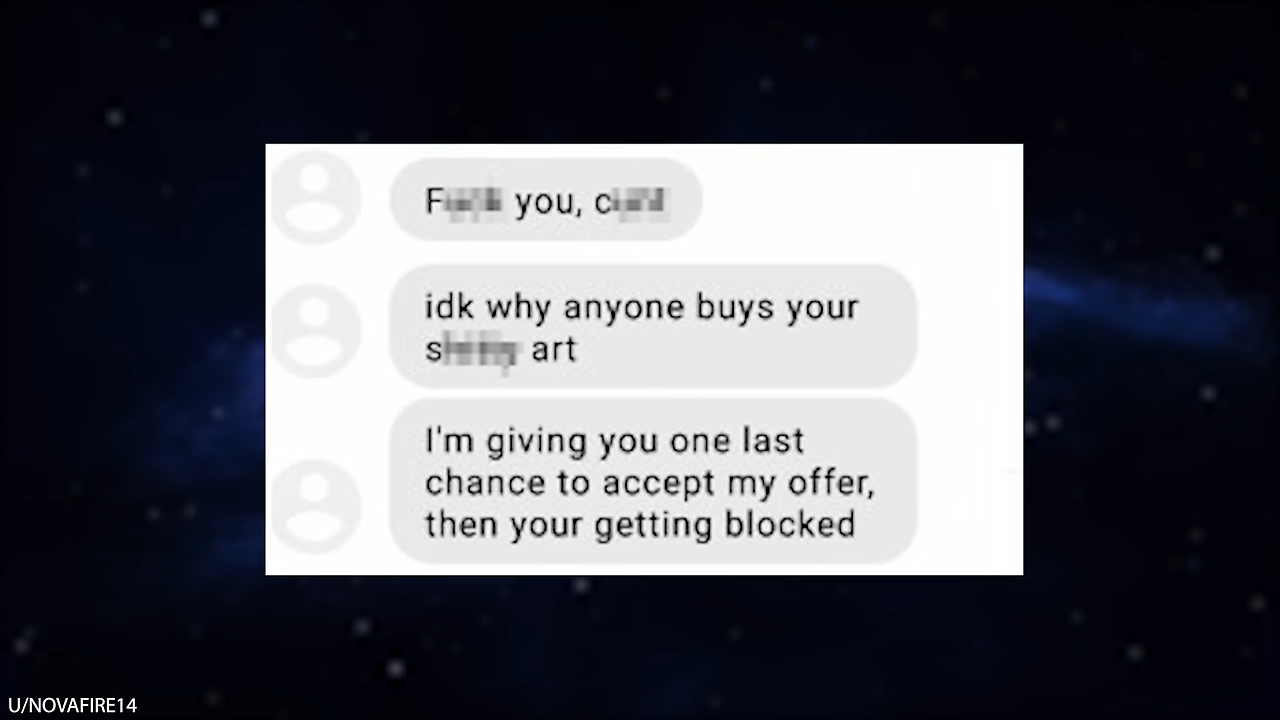 you,
idk why anyone buys your
art
I'm giving you one last
chance to accept my offer,
then your getting blocked
U/NOVAFIRE14